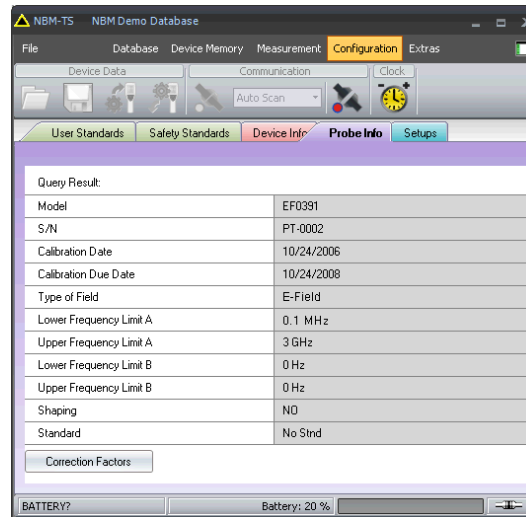 NBM-TS NBM Demo Database
File Database Device Memory Measurement Configuration Extras
Device Data Communication Clock
Auto Scan
User Standards Safety Standards Device Info Probe Info Setups
Query Result:
Model EF0391
S/N PT-0002
Calibration Date 10/24/2006
Calibration Due Date 10/24/2008
Type of Field E-Field
Lower Frequency Limit A 0.1 MHz
Upper Frequency Limit A 3 GHz
Lower Frequency Limit B 0 Hz
Upper Frequency Limit B 0 Hz
Shaping NO
Standard No Stnd
Correction Factors
BATTERY? Battery: 20 %